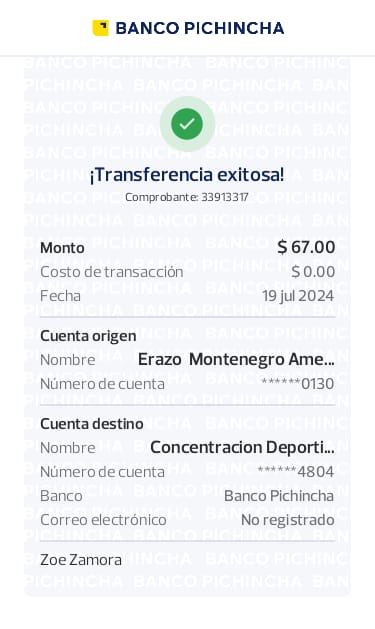 BANCO PICHINCHA
¡Transferencia exitosa!
Comprobante: 33913317
Monto $ 67.00
Costo de transacción $ 0.00
Fecha 19 jul 2024
Cuenta origen
Nombre Erazo Montenegro Ame...
Número de cuenta ******0130
Cuenta destino
Nombre Concentracion Deporti...
Número de cuenta ******4804
Banco Banco Pichincha
Correo electrónico No registrado
Zoe Zamora